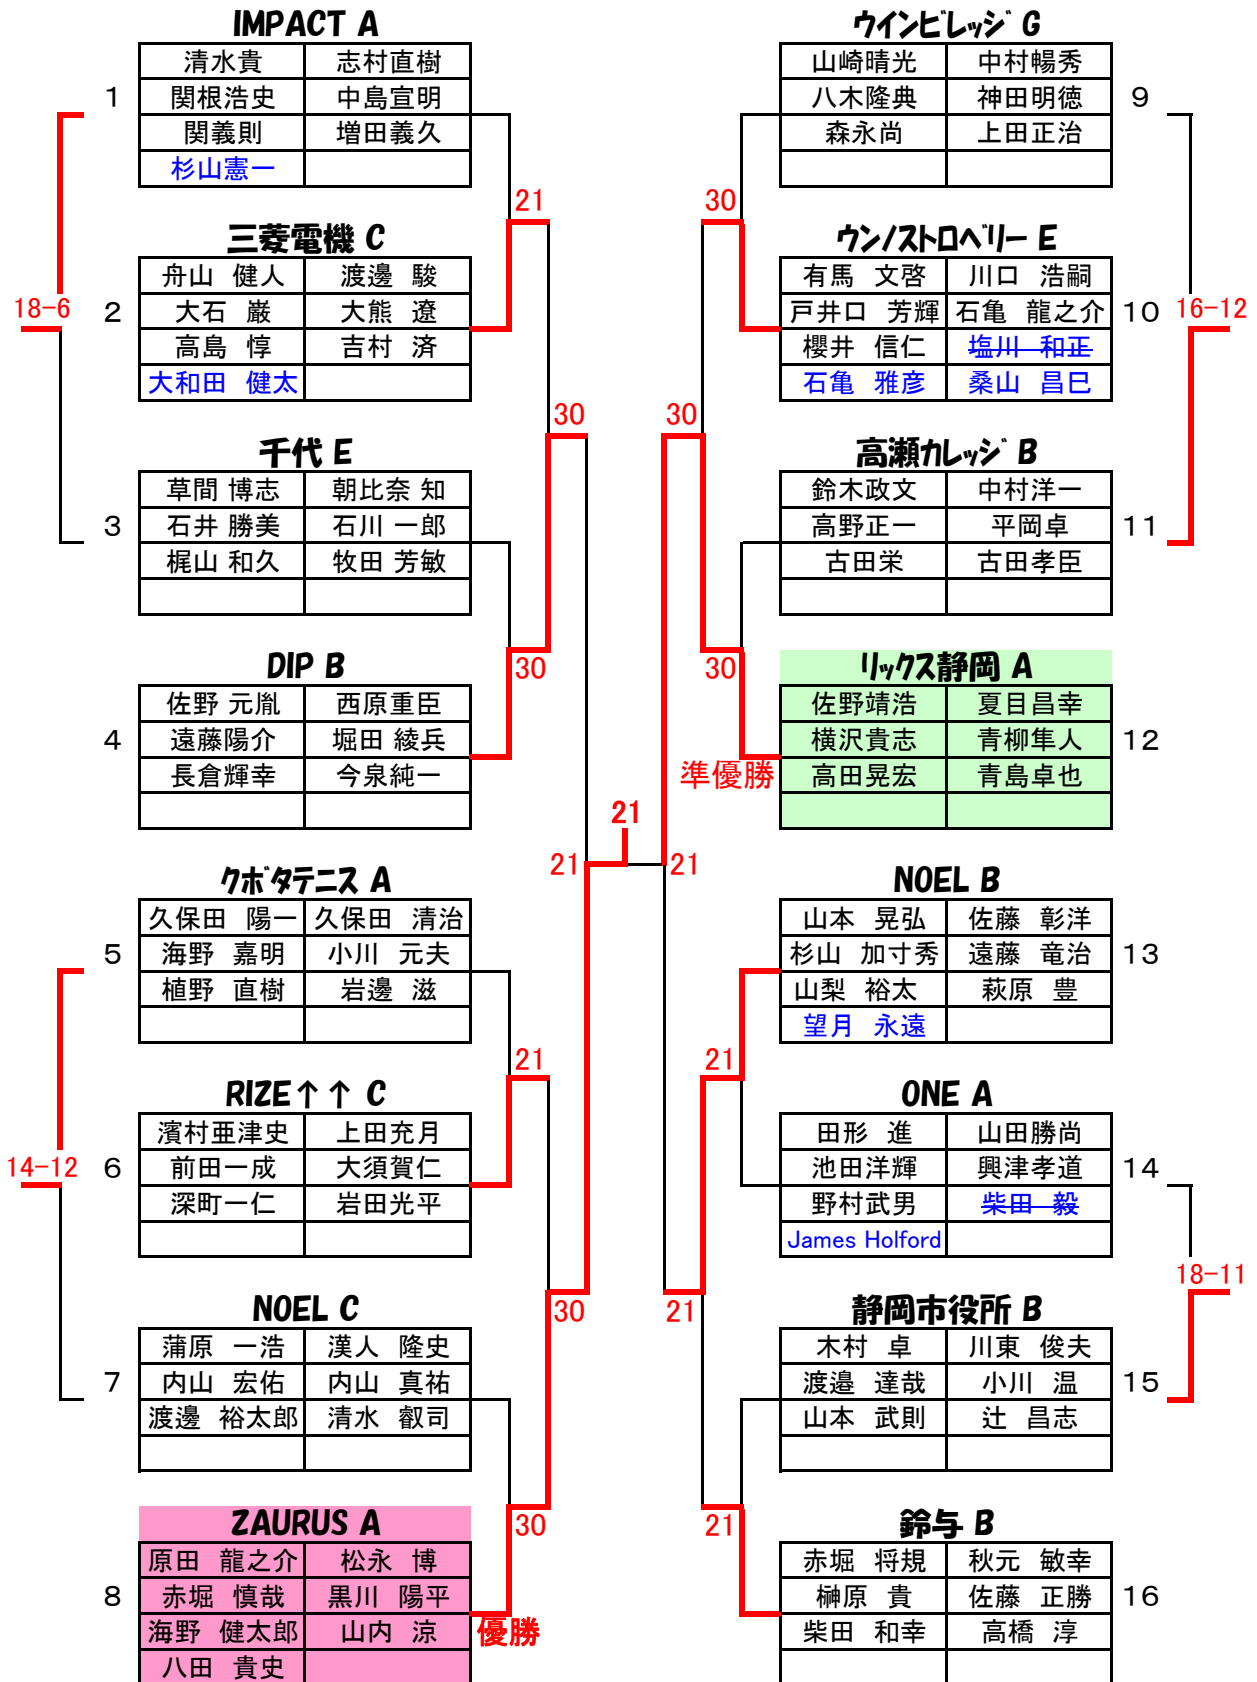 IMPACT A
清水貴 志村直樹
1 関根浩史 中島宣明
関義則 増田義久
杉山憲一
21
三菱電機 C
舟山 健人 渡邊 駿
18-6 2 大石 巌 大熊 遼
高島 惇 吉村 済
大和田 健太
30
千代 E
草間 博志 朝比奈 知
3 石井 勝美 石川 一郎
梶山 和久 牧田 芳敏
DIP B
30
佐野 元胤 西原重臣
4 遠藤陽介 堀田 綾兵
長倉輝幸 今泉純一
21
21
クボタテニス A
久保田 陽一 久保田 清治
5 海野 嘉明 小川 元夫
植野 直樹 岩邊 滋
21
RIZE↑↑ C
濱村亜津史 上田充月
14-12 6 前田一成 大須賀仁
深町一仁 岩田光平
NOEL C
30
蒲原 一浩 漢人 隆史
7 内山 宏佑 内山 真祐
渡邊 裕太郎 清水 叡司
ZAURUS A
30
原田 龍之介 松永 博
8 赤堀 慎哉 黒川 陽平
海野 健太郎 山内 涼 優勝
八田 貴史
ウインビレッジ G
山崎晴光 中村暢秀
八木隆典 神田明徳 9
森永尚 上田正治
30
ウン/ストロベリー E
有馬 文啓 川口 浩嗣
戸井口 芳輝 石亀 龍之介 10 16-12
櫻井 信仁 塩川 和正
石亀 雅彦 桑山 昌巳
30
高瀬カレッジ B
鈴木政文 中村洋一
高野正一 平岡卓 11
古田栄 古田孝臣
リックス静岡 A
30
佐野靖浩 夏目昌幸
横沢貴志 青柳隼人 12
準優勝 高田晃宏 青島卓也
21
NOEL B
山本 晃弘 佐藤 彰洋
杉山 加寸秀 遠藤 竜治 13
山梨 裕太 萩原 豊
望月 永遠
21
ONE A
田形 進 山田勝尚
池田洋輝 興津孝道 14
野村武男 柴田 毅
James Holford
18-11
21
静岡市役所 B
木村 卓 川東 俊夫
渡邉 達哉 小川 温 15
山本 武則 辻 昌志
21
鈴与 B
赤堀 将規 秋元 敏幸
榊原 貴 佐藤 正勝 16
柴田 和幸 高橋 淳